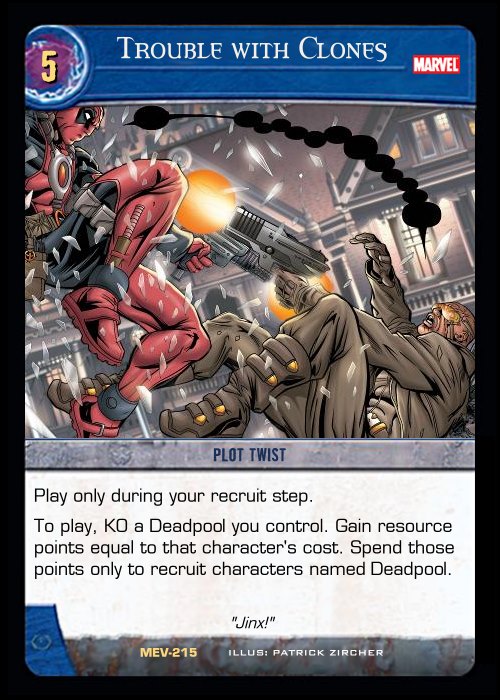 5
TROUBLE WITH CLONES
MARVEL
PLOT TWIST
Play only during your recruit step.
To play, KO a Deadpool you control. Gain resource
points equal to that character's cost. Spend those
points only to recruit characters named Deadpool.
"Jinx!"
MEV-215 ILLUS: PATRICK ZIRCHER